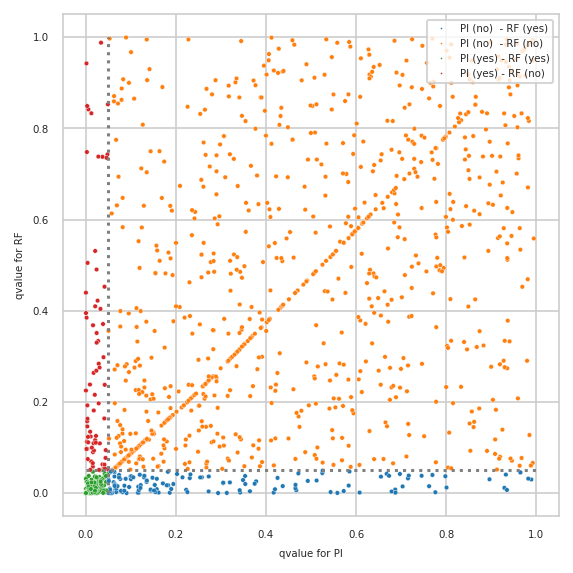 1.0
0.8
0.6
0.4
0.2
0.0
qvalue for RF
PI (no)  - RF (yes)
PI (no)  - RF (no)
PI (yes) - RF (yes)
PI (yes) - RF (no)
0.0 0.2 0.4 0.6 0.8 1.0
qvalue for PI